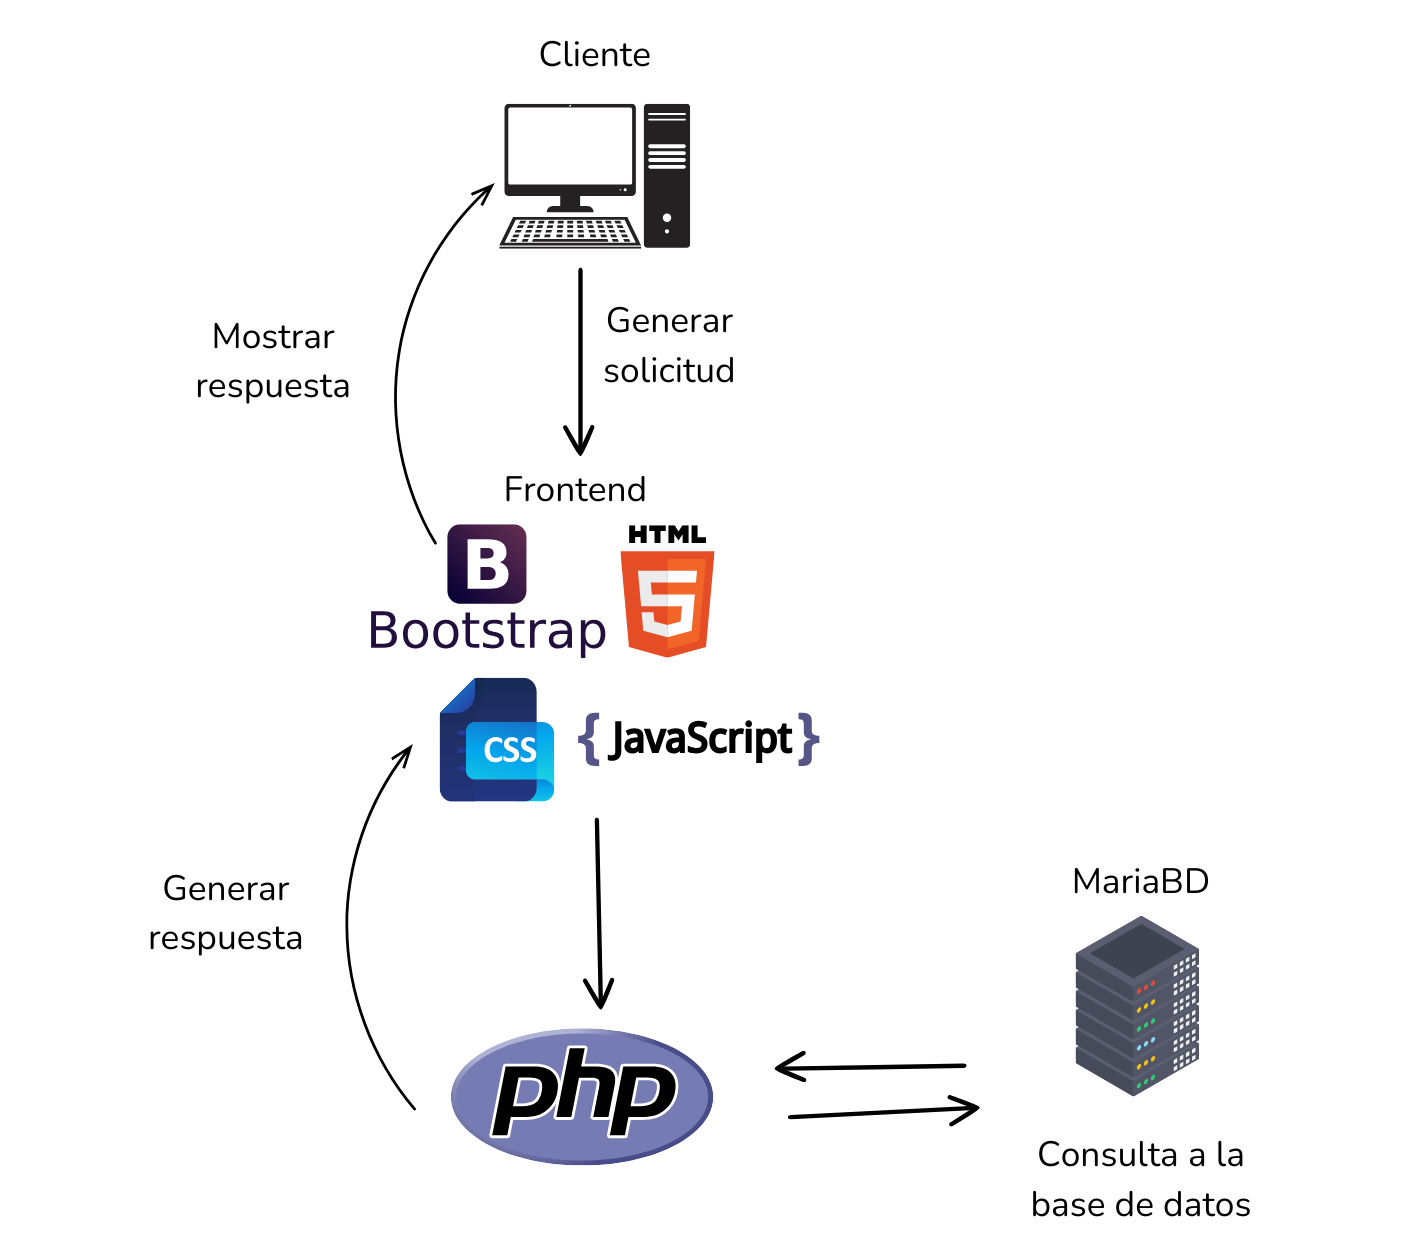 Cliente
Generar
solicitud
Mostrar
respuesta
Frontend
B
Bootstrap
HTML
5
CSS
{ JavaScript }
Generar
respuesta
php
MariaBD
Consulta a la
base de datos